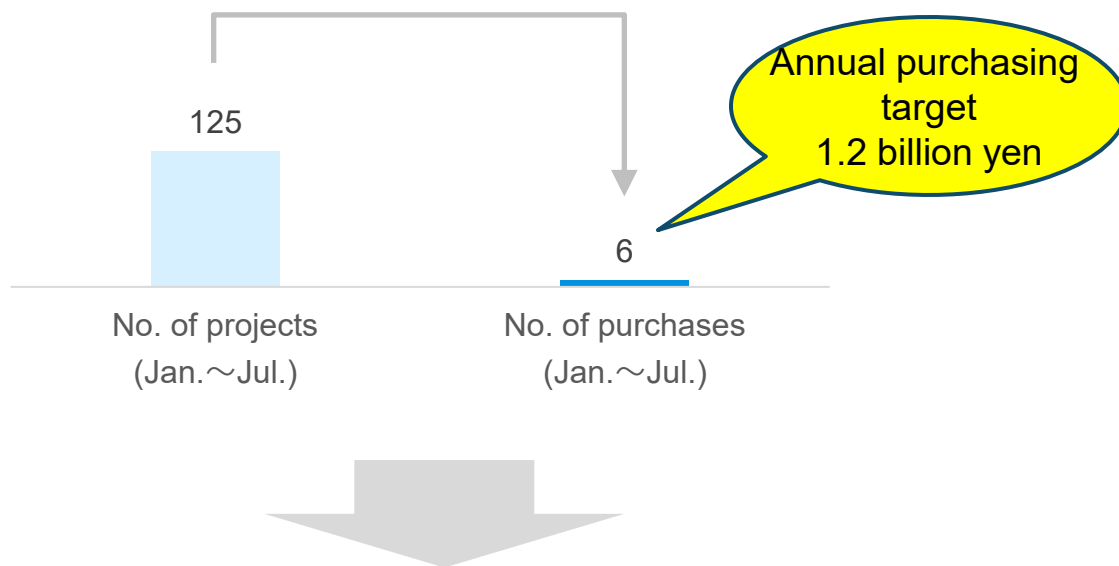 Annual purchasing
target
1.2 billion yen
125
6
No. of projects
(Jan.～Jul.)
No. of purchases
(Jan.～Jul.)